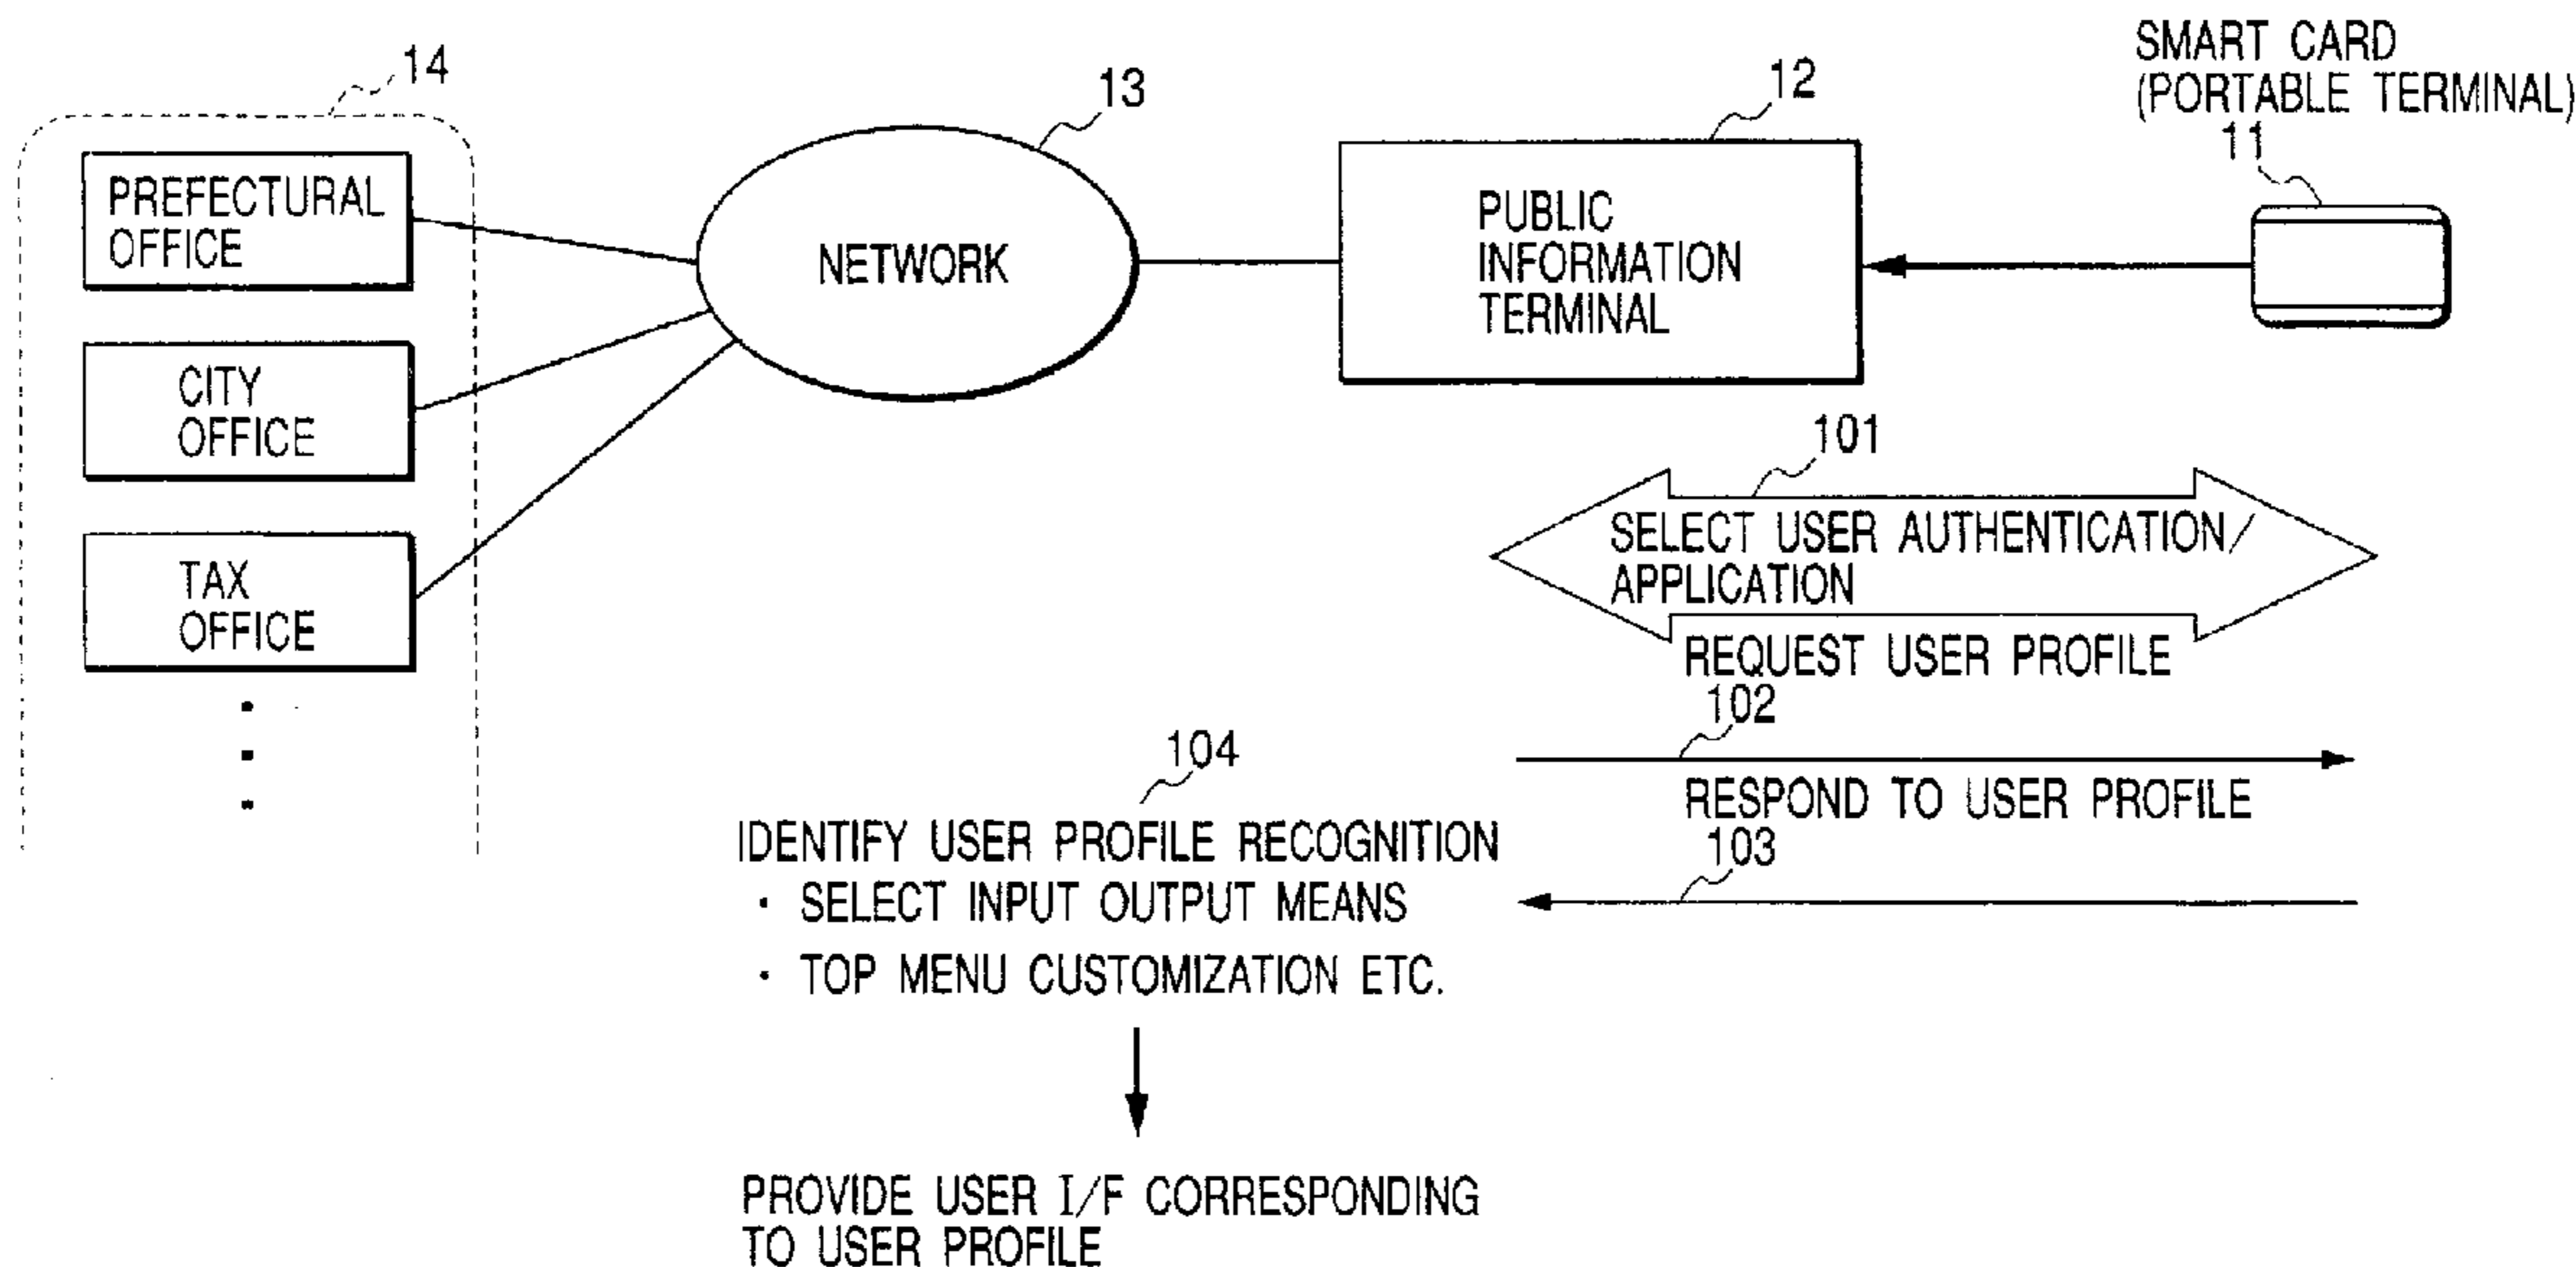 14
PREFECTURAL
OFFICE
CITY
OFFICE
TAX
OFFICE
13
NETWORK
12
PUBLIC
INFORMATION
TERMINAL
SMART CARD
(PORTABLE TERMINAL)
11
101
SELECT USER AUTHENTICATION/
APPLICATION
REQUEST USER PROFILE
102
RESPOND TO USER PROFILE
103
104
IDENTIFY USER PROFILE RECOGNITION
· SELECT INPUT OUTPUT MEANS
· TOP MENU CUSTOMIZATION ETC.
PROVIDE USER I/F CORRESPONDING
TO USER PROFILE